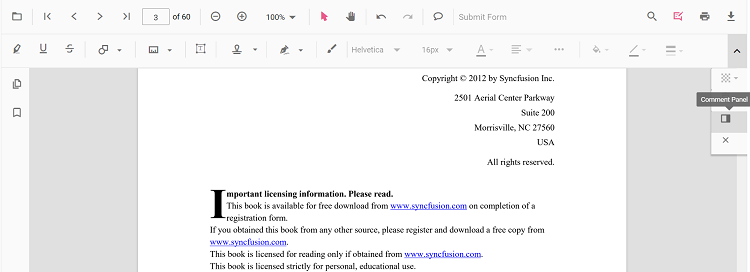 3 of 60 100% Submit Form
U S T Helvetica 16px A
Copyright © 2012 by Syncfusion Inc.
2501 Aerial Center Parkway
Comment Panel
Suite 200
Morrisville, NC 27560
USA
All rights reserved.
Important licensing information. Please read.
This book is available for free download from www.syncfusion.com on completion of a
registration form.
If you obtained this book from any other source, please register and download a free copy from
www.syncfusion.com.
This book is licensed for reading only if obtained from www.syncfusion.com.
This book is licensed strictly for personal, educational use.